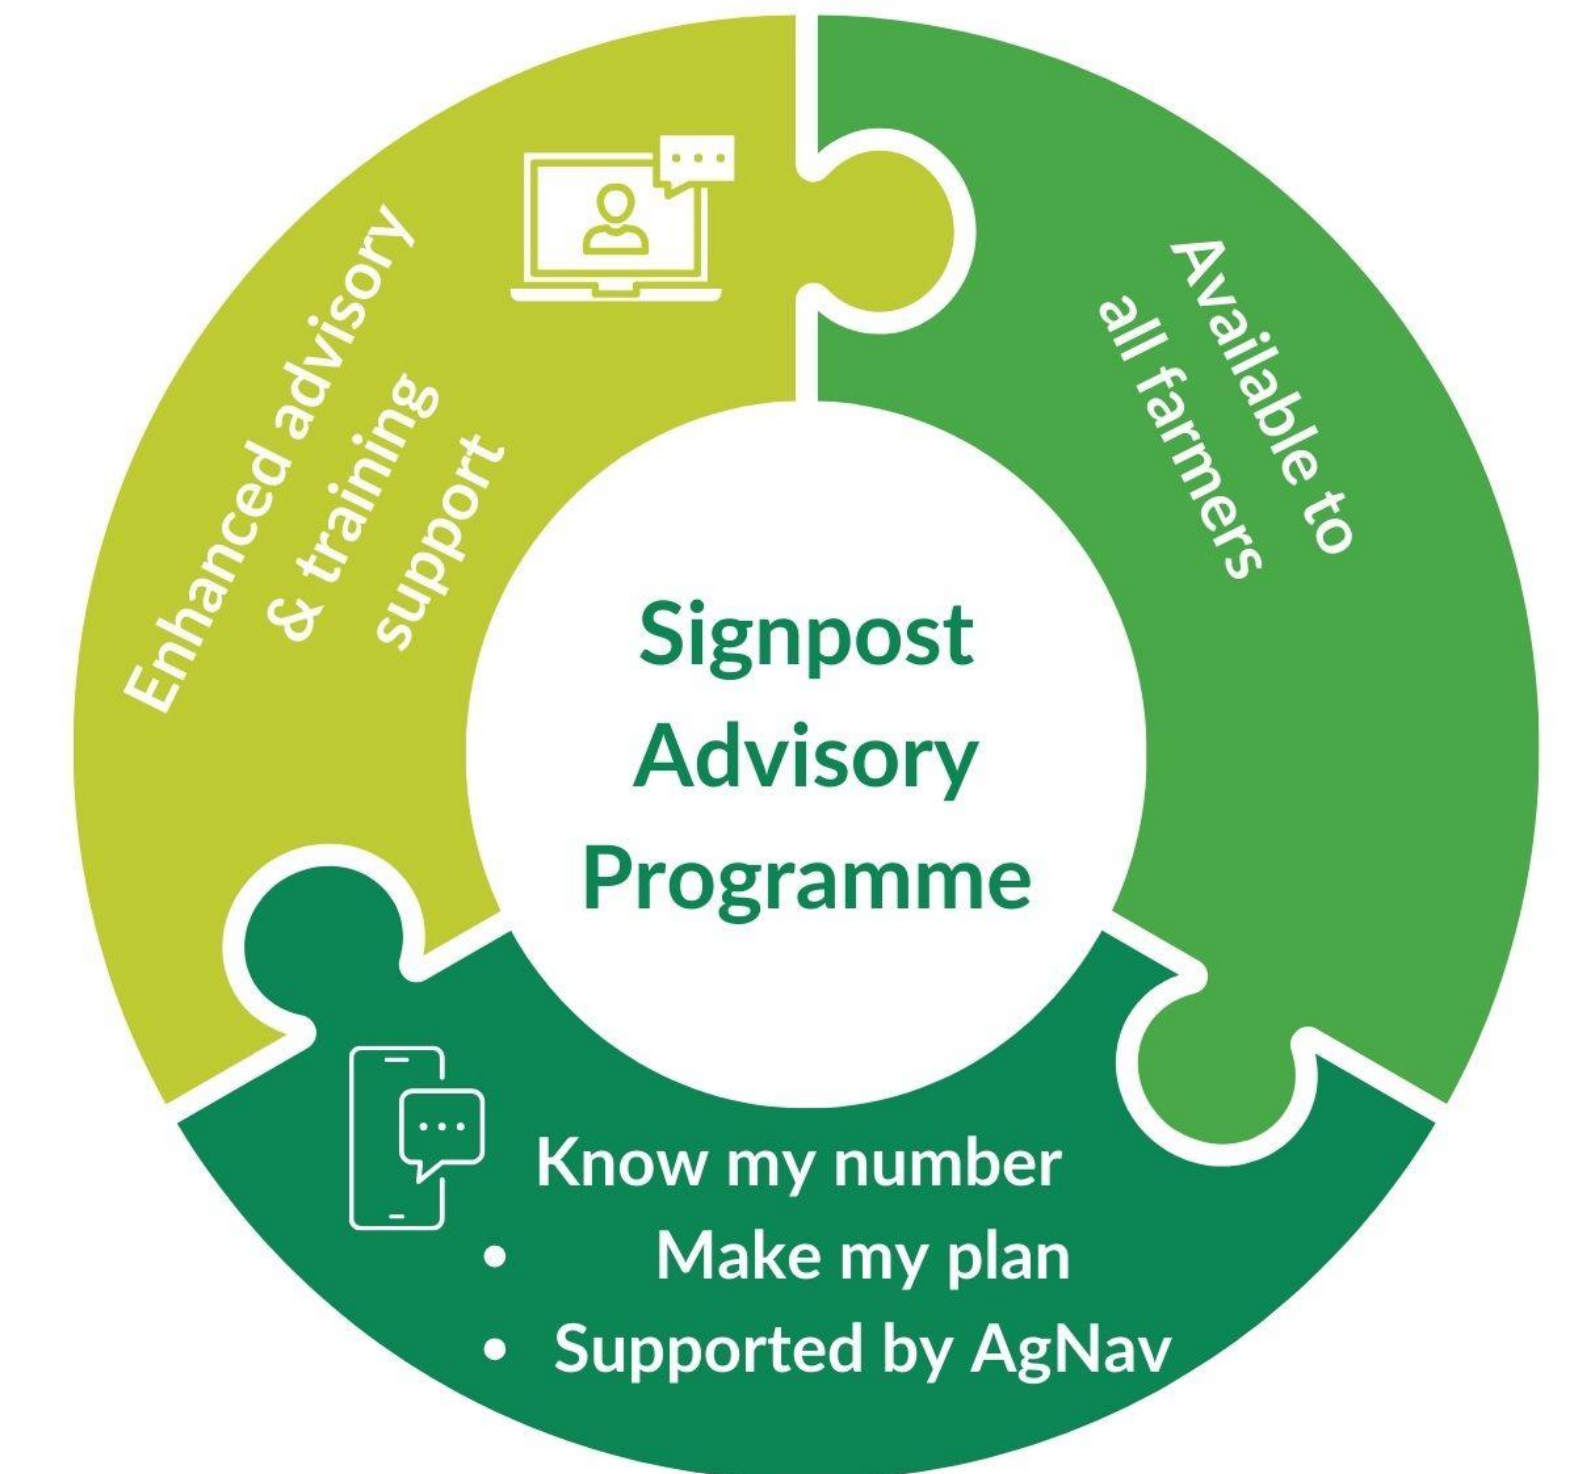 Enhanced advisory
& training
support
Available to
all farmers
Signpost
Advisory
Programme
Know my number
• Make my plan
• Supported by AgNav